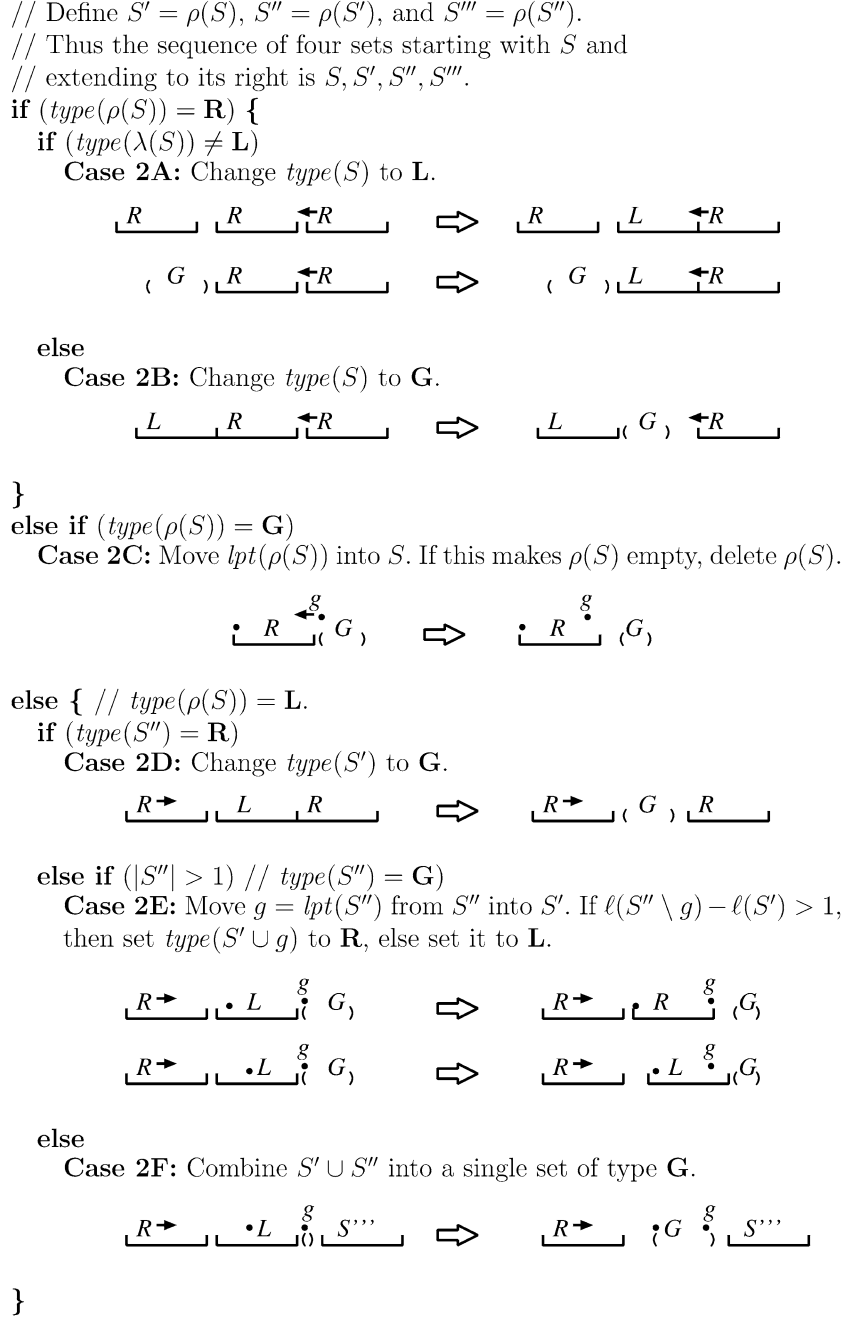 // Define S′ = ρ(S), S″ = ρ(S′), and S‴ = ρ(S″).
// Thus the sequence of four sets starting with S and
// extending to its right is S, S′, S″, S‴.
if (type(ρ(S)) = R) {
if (type(λ(S)) ≠ L)
Case 2A: Change type(S) to L.
R R R R L R
( G ) R R ( G ) L R
else
Case 2B: Change type(S) to G.
L R R L ( G ) R
}
else if (type(ρ(S)) = G)
Case 2C: Move lpt(ρ(S)) into S. If this makes ρ(S) empty, delete ρ(S).
g g
R ( G ) R (G)
else { // type(ρ(S)) = L.
if (type(S″) = R)
Case 2D: Change type(S′) to G.
R L R R ( G ) R
else if (|S″| > 1) // type(S″) = G)
Case 2E: Move g = lpt(S″) from S″ into S′. If ℓ(S″ \ g) − ℓ(S′) > 1,
then set type(S′ ∪ g) to R, else set it to L.
g g
R L ( G ) R R (G)
g g
R L ( G ) R L (G)
else
Case 2F: Combine S′ ∪ S″ into a single set of type G.
g g
R L () S''' R ( G ) S'''
}